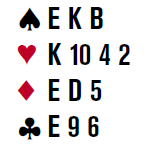 ♠ E K B
♥ K 10 4 2
♦ E D 5
♣ E 9 6